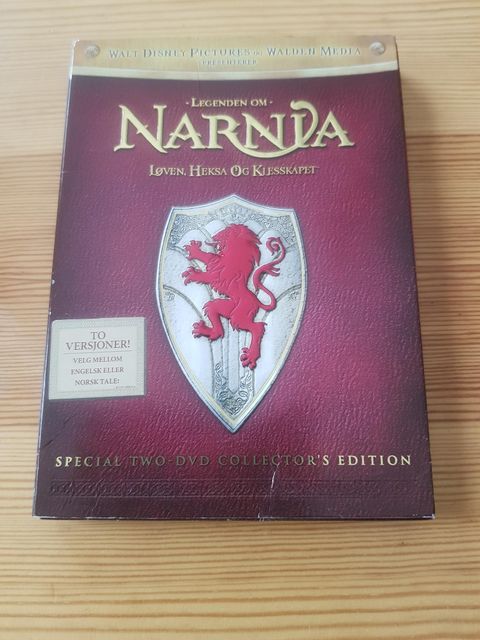 Walt Disney Pictures og Walden Media
presenterer
· Legenden om ·
Narnia
Løven, Heksa Og Klesskapet
TO
VERSJONER!
VELG MELLOM
ENGELSK ELLER
NORSK TALE:
SPECIAL TWO-DVD COLLECTOR'S EDITION